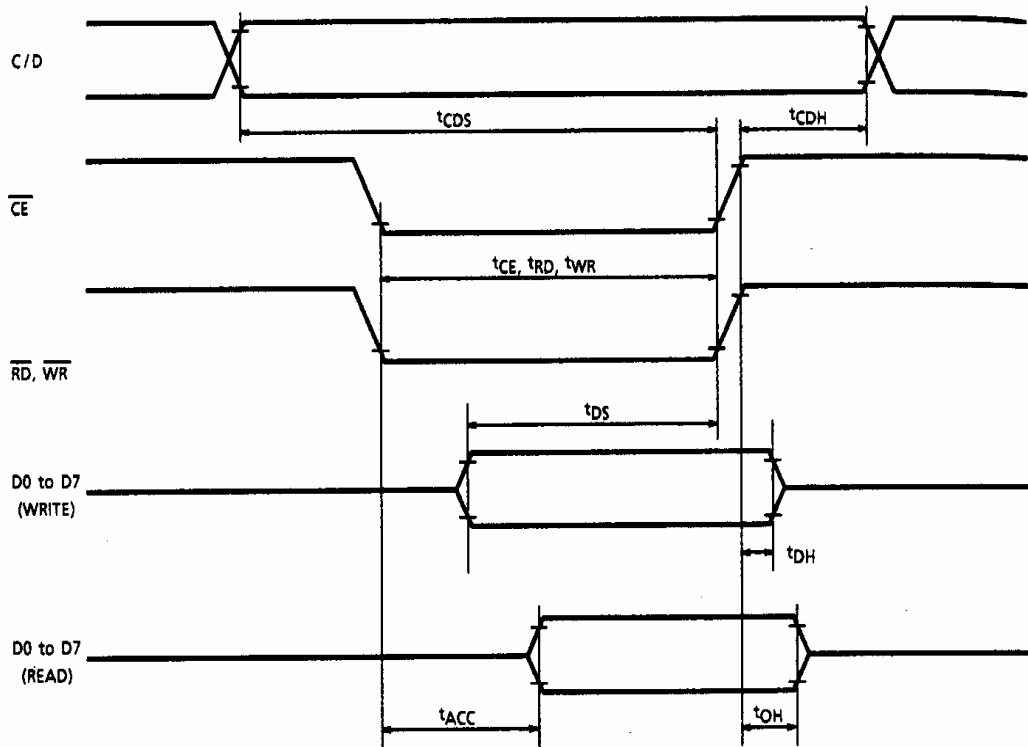 C/D
tCDS
tCDH
CE
tCE, tRD, tWR
RD, WR
tDS
D0 to D7
(WRITE)
tDH
D0 to D7
(READ)
tACC
tOH